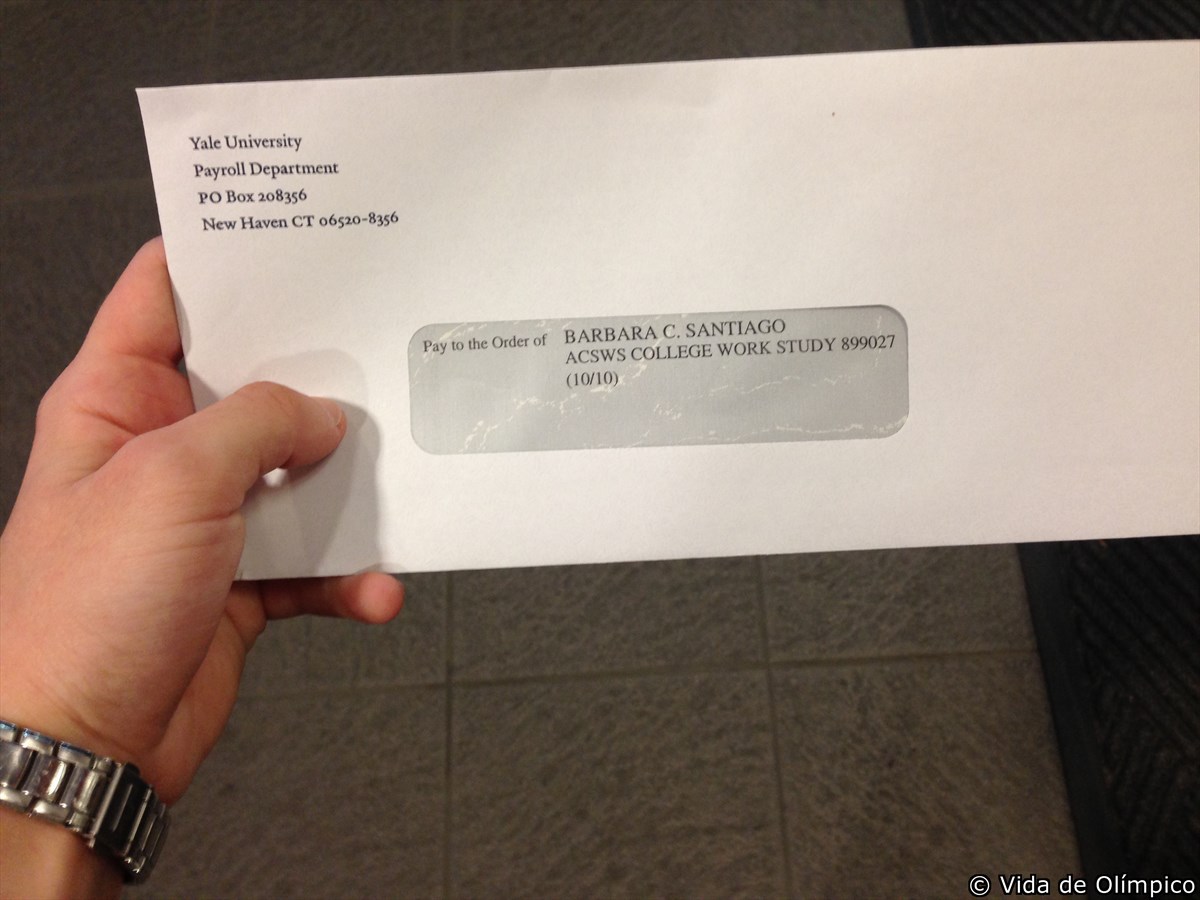 Yale University
Payroll Department
PO Box 208356
New Haven CT 06520-8356
Pay to the Order of BARBARA C. SANTIAGO
ACSWS COLLEGE WORK STUDY 899027
(10/10)
© Vida de Olímpico